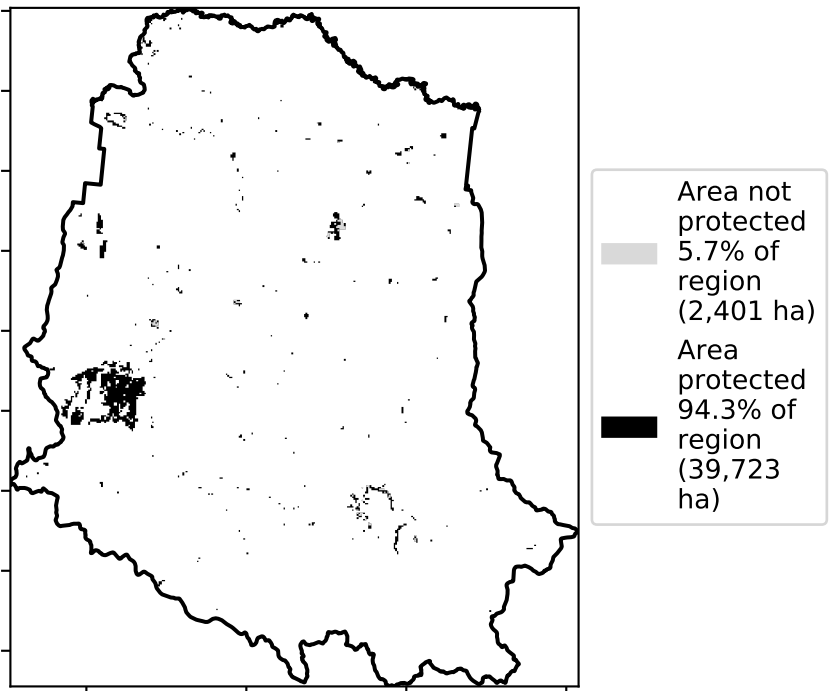 Area not
protected
5.7% of
region
(2,401 ha)
Area
protected
94.3% of
region
(39,723
ha)